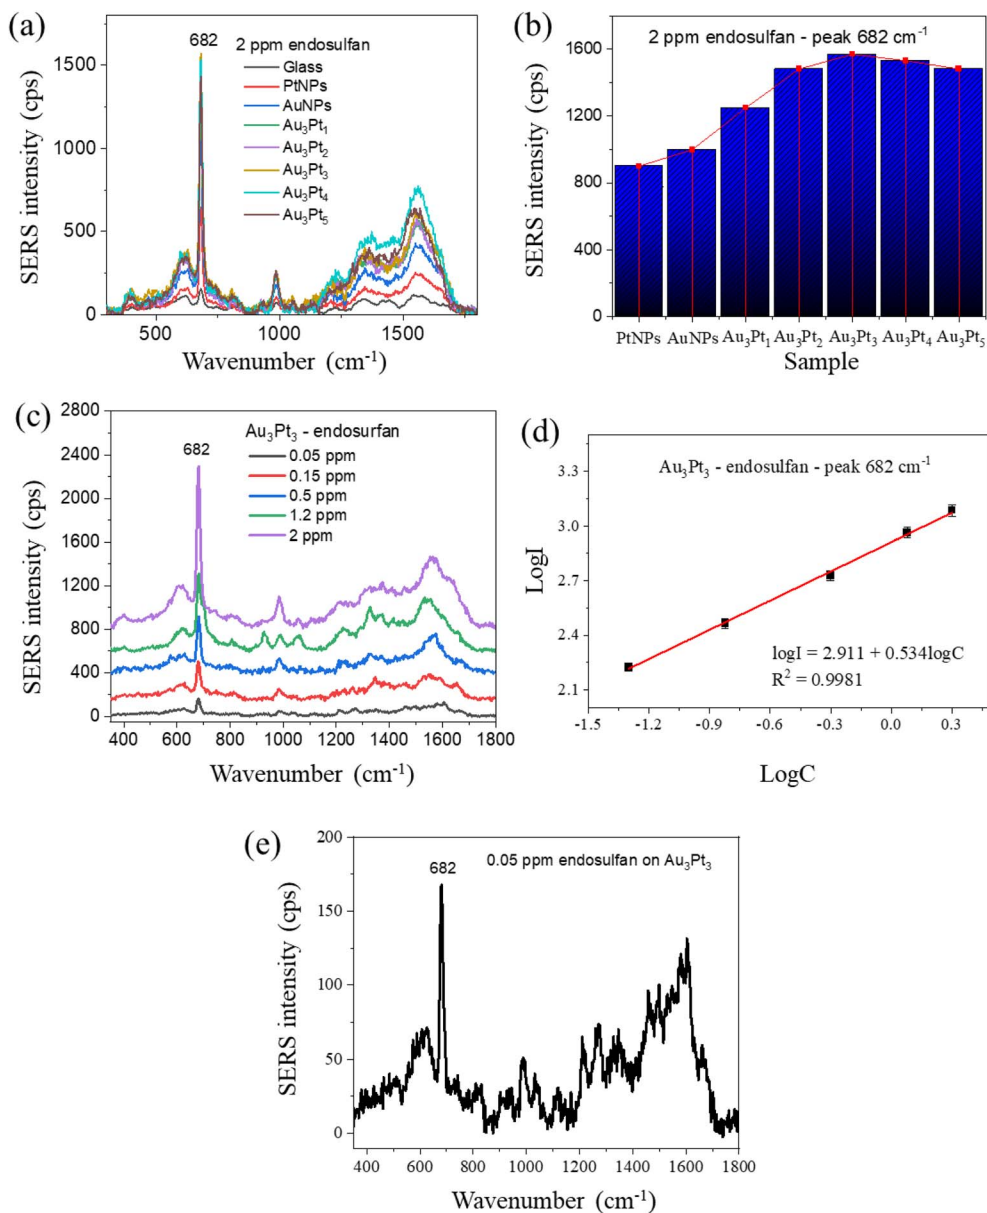 (a)
682
2 ppm endosulfan
Glass
PtNPs
AuNPs
Au₃Pt₁
Au₃Pt₂
Au₃Pt₃
Au₃Pt₄
Au₃Pt₅
1500
1000
500
0
SERS intensity (cps)
500
1000
1500
Wavenumber (cm⁻¹)
(b)
2 ppm endosulfan - peak 682 cm⁻¹
1600
1200
800
400
0
SERS intensity (cps)
PtNPs
AuNPs
Au₃Pt₁
Au₃Pt₂
Au₃Pt₃
Au₃Pt₄
Au₃Pt₅
Sample
(c)
Au₃Pt₃ - endosurfan
682
0.05 ppm
0.15 ppm
0.5 ppm
1.2 ppm
2 ppm
2800
2400
2000
1600
1200
800
400
0
SERS intensity (cps)
400
600
800
1000
1200
1400
1600
1800
Wavenumber (cm⁻¹)
(d)
Au₃Pt₃ - endosulfan - peak 682 cm⁻¹
3.3
3.0
2.7
2.4
2.1
LogI
logI = 2.911 + 0.534logC
R² = 0.9981
-1.5
-1.2
-0.9
-0.6
-0.3
0.0
0.3
LogC
(e)
0.05 ppm endosulfan on Au₃Pt₃
682
200
150
100
50
0
SERS intensity (cps)
400
600
800
1000
1200
1400
1600
1800
Wavenumber (cm⁻¹)